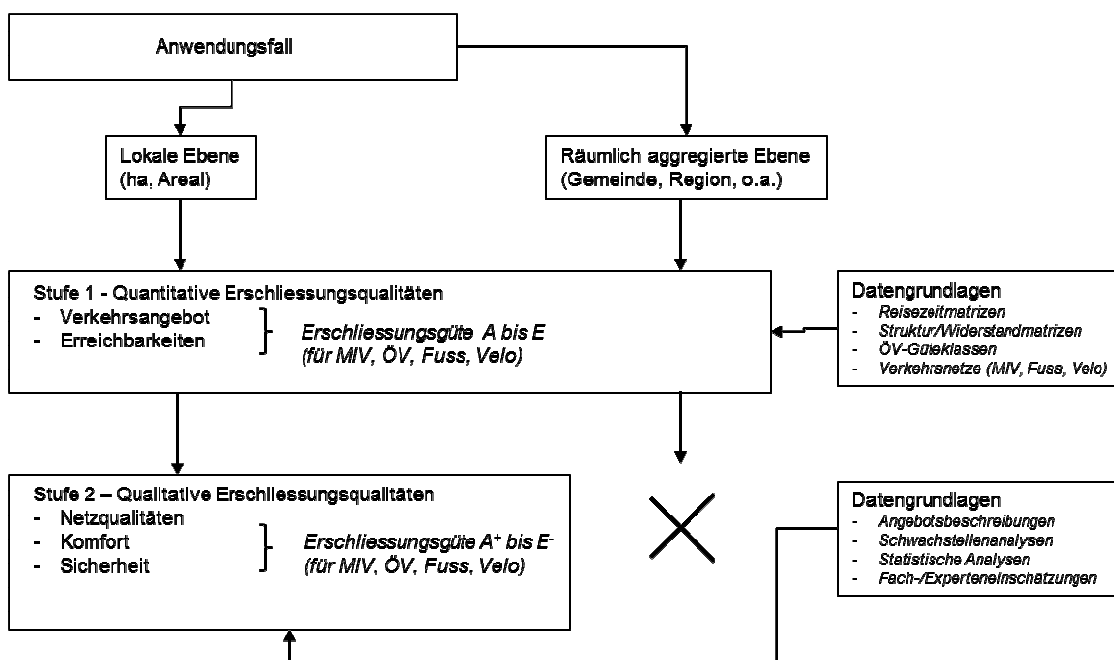 Anwendungsfall
Lokale Ebene
(ha, Areal)
Räumlich aggregierte Ebene
(Gemeinde, Region, o.a.)
Stufe 1 - Quantitative Erschliessungsqualitäten
- Verkehrsangebot
- Erreichbarkeiten
Erschliessungsgüte A bis E
(für MIV, ÖV, Fuss, Velo)
Datengrundlagen
- Reisezeitmatrizen
- Struktur/Widerstandmatrizen
- ÖV-Güteklassen
- Verkehrsnetze (MIV, Fuss, Velo)
Stufe 2 – Qualitative Erschliessungsqualitäten
- Netzqualitäten
- Komfort
- Sicherheit
Erschliessungsgüte A⁺ bis E⁻
(für MIV, ÖV, Fuss, Velo)
Datengrundlagen
- Angebotsbeschreibungen
- Schwachstellenanalysen
- Statistische Analysen
- Fach-/Experteneinschätzungen